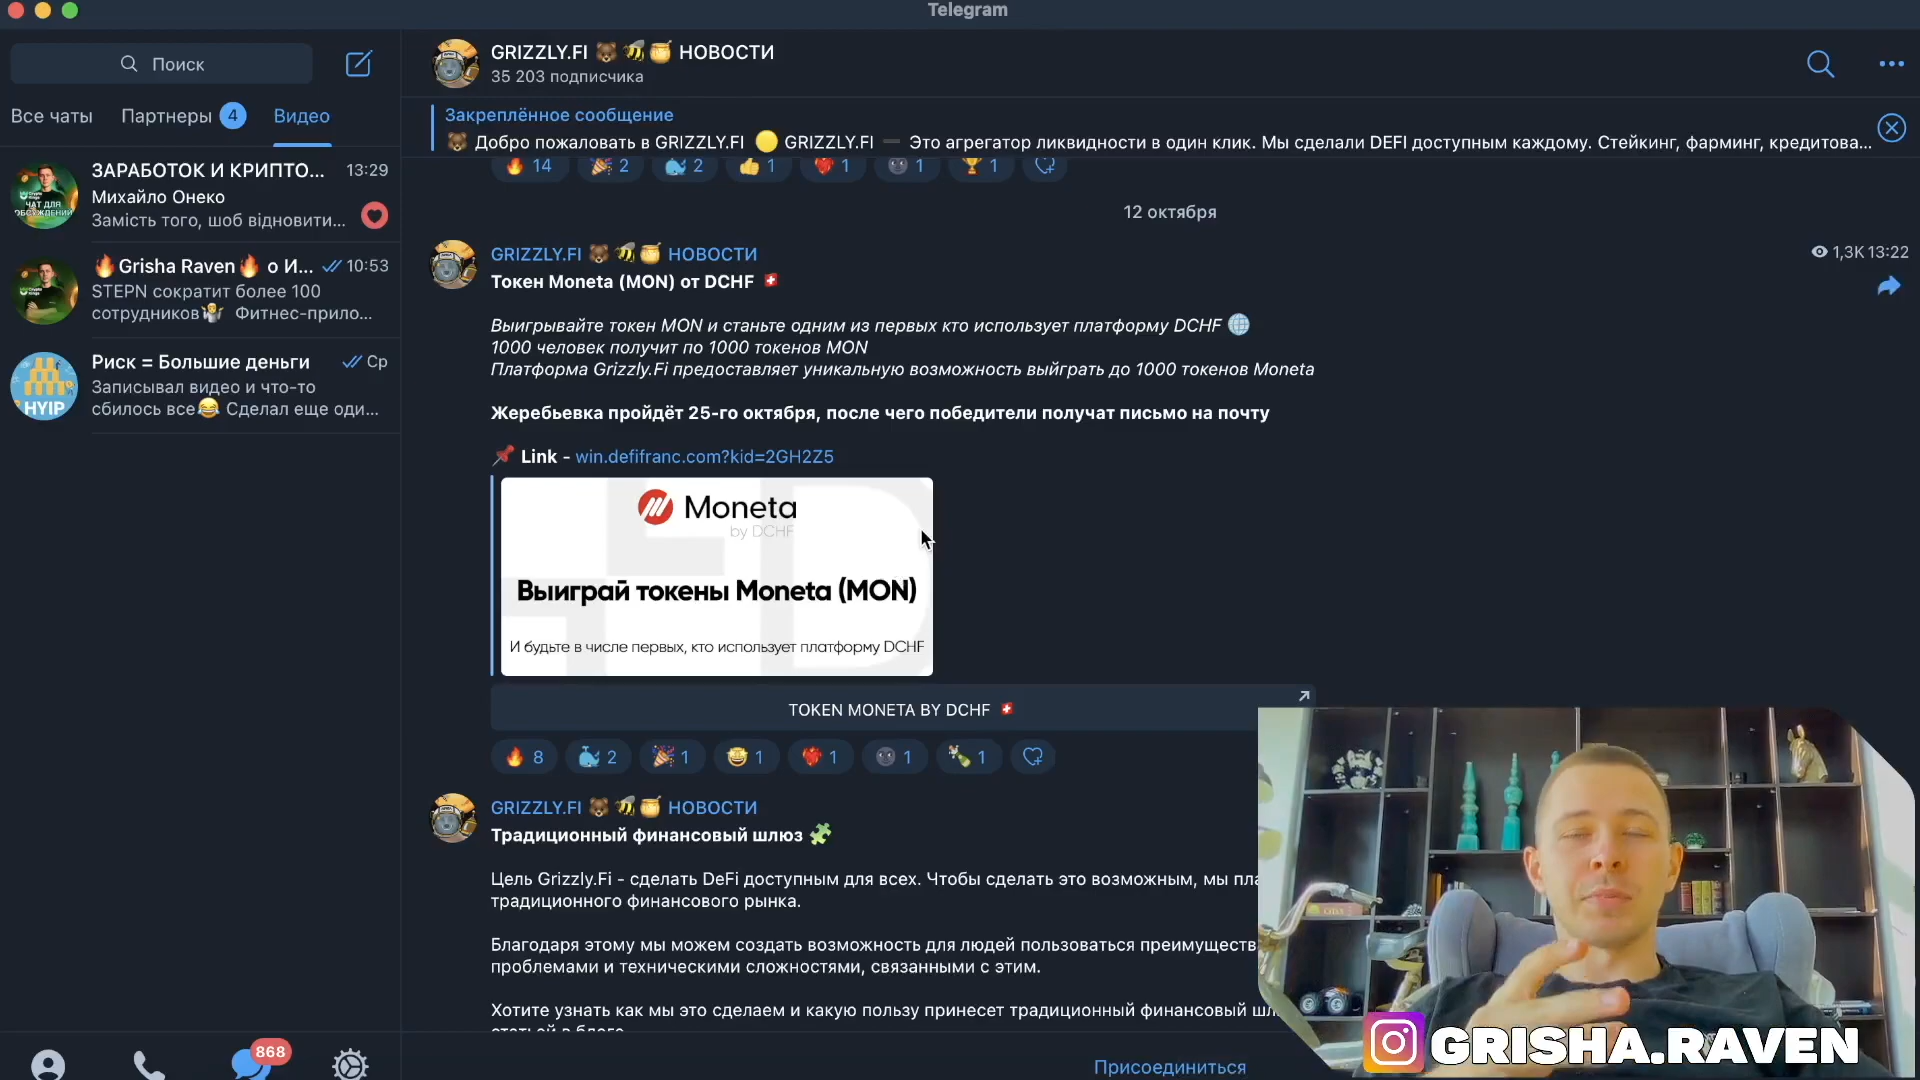 Telegram
Поиск
Все чаты
Партнеры 4
Видео
ЗАРАБОТОК И КРИПТО... 13:29
Михайло Онеко
Замість того, шоб відновити...
🔥Grisha Raven🔥 о И... 10:53
STEPN сократит более 100
сотрудников🤷 Фитнес-прило...
Риск = Большие деньги Ср
Записывал видео и что-то
сбилось все😂 Сделал еще оди...
HYIP
868
GRIZZLY.FI 🐻🐝🍯 НОВОСТИ
35 203 подписчика
Закреплённое сообщение
🐻 Добро пожаловать в GRIZZLY.FI 🟡 GRIZZLY.FI ➖ Это агрегатор ликвидности в один клик. Мы сделали DEFI доступным каждому. Стейкинг, фарминг, кредитова...
🔥 14 🎉 2 🐳 2 👍 1 ❤️ 1 🌚 1 🏆 1
12 октября
GRIZZLY.FI 🐻🐝🍯 НОВОСТИ 1,3K 13:22
Токен Moneta (MON) от DCHF 🇨🇭
Выигрывайте токен MON и станьте одним из первых кто использует платформу DCHF 🌐
1000 человек получит по 1000 токенов MON
Платформа Grizzly.Fi предоставляет уникальную возможность выйграть до 1000 токенов Moneta
Жеребьевка пройдёт 25-го октября, после чего победители получат письмо на почту
📌 Link - win.defifranc.com?kid=2GH2Z5
Moneta
by DCHF
Выиграй токены Moneta (MON)
И будьте в числе первых, кто использует платформу DCHF
TOKEN MONETA BY DCHF 🇨🇭
🔥 8 🐳 2 🎉 1 🤩 1 ❤️ 1 🌚 1 🍾 1
GRIZZLY.FI 🐻🐝🍯 НОВОСТИ
Традиционный финансовый шлюз 🧩
Цель Grizzly.Fi - сделать DeFi доступным для всех. Чтобы сделать это возможным, мы пла
традиционного финансового рынка.
Благодаря этому мы можем создать возможность для людей пользоваться преимуществ
проблемами и техническими сложностями, связанными с этим.
Хотите узнать как мы это сделаем и какую пользу принесет традиционный финансовый шл
Присоединиться
GRISHA.RAVEN